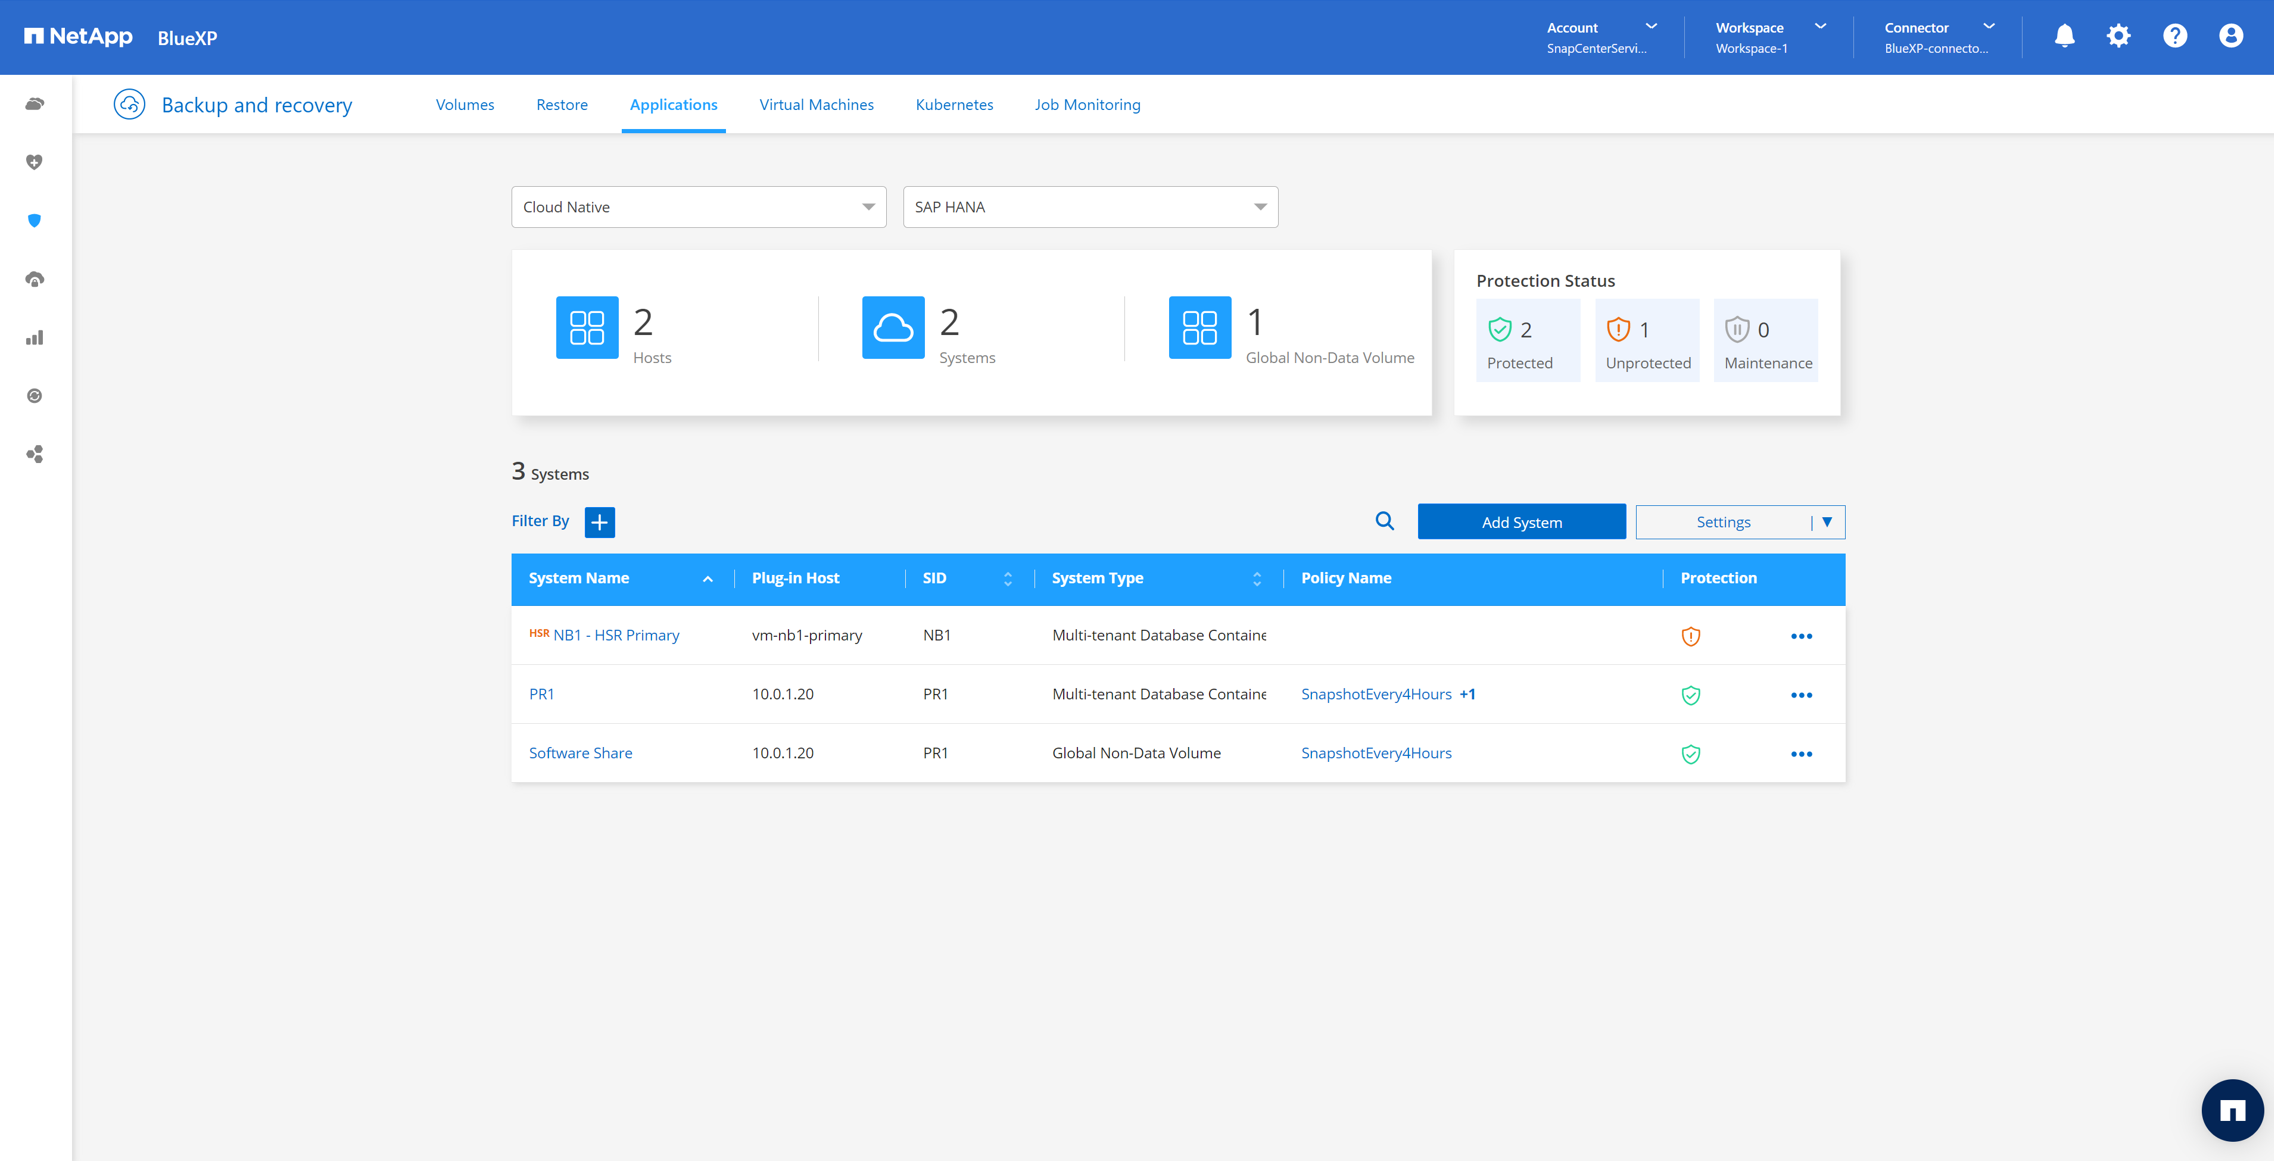 NetApp BlueXP
Account
SnapCenterServi...
Workspace
Workspace-1
Connector
BlueXP-connecto...
Backup and recovery
Volumes Restore Applications Virtual Machines Kubernetes Job Monitoring
Cloud Native
SAP HANA
2
Hosts
2
Systems
1
Global Non-Data Volume
Protection Status
2
Protected
1
Unprotected
0
Maintenance
3 Systems
Filter By
Add System
Settings
System Name Plug-in Host SID System Type Policy Name Protection
HSR NB1 - HSR Primary vm-nb1-primary NB1 Multi-tenant Database Containe
PR1 10.0.1.20 PR1 Multi-tenant Database Containe SnapshotEvery4Hours +1
Software Share 10.0.1.20 PR1 Global Non-Data Volume SnapshotEvery4Hours